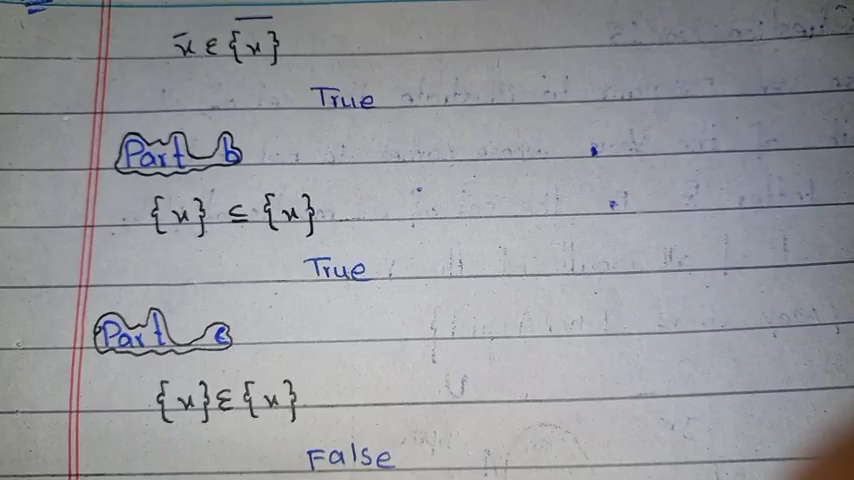 x̄ ∈ {x}̅
True
Part b
{x} ⊆ {x}
True
Part c
{x} ∈ {x}
False